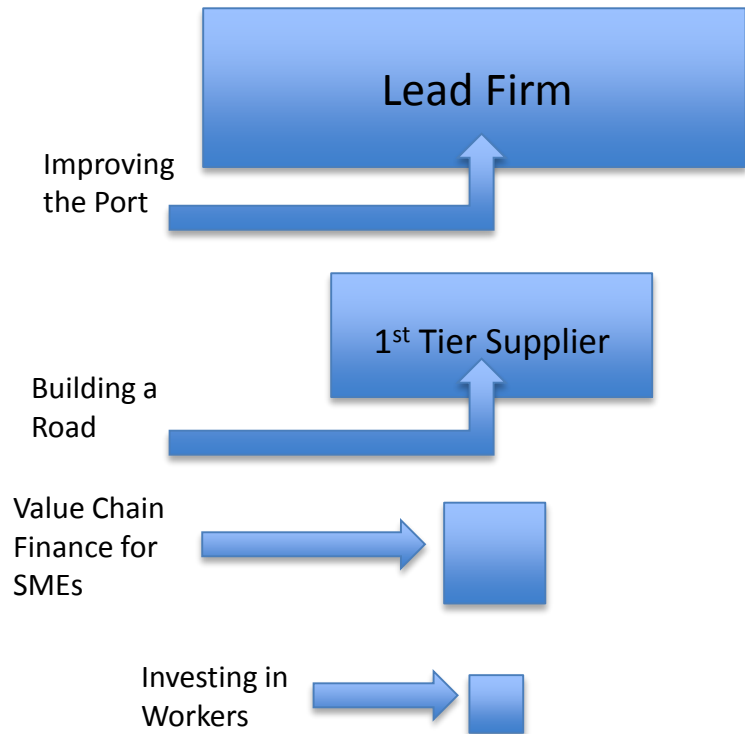 Lead Firm
Improving
the Port
1st Tier Supplier
Building a
Road
Value Chain
Finance for
SMEs
Investing in
Workers